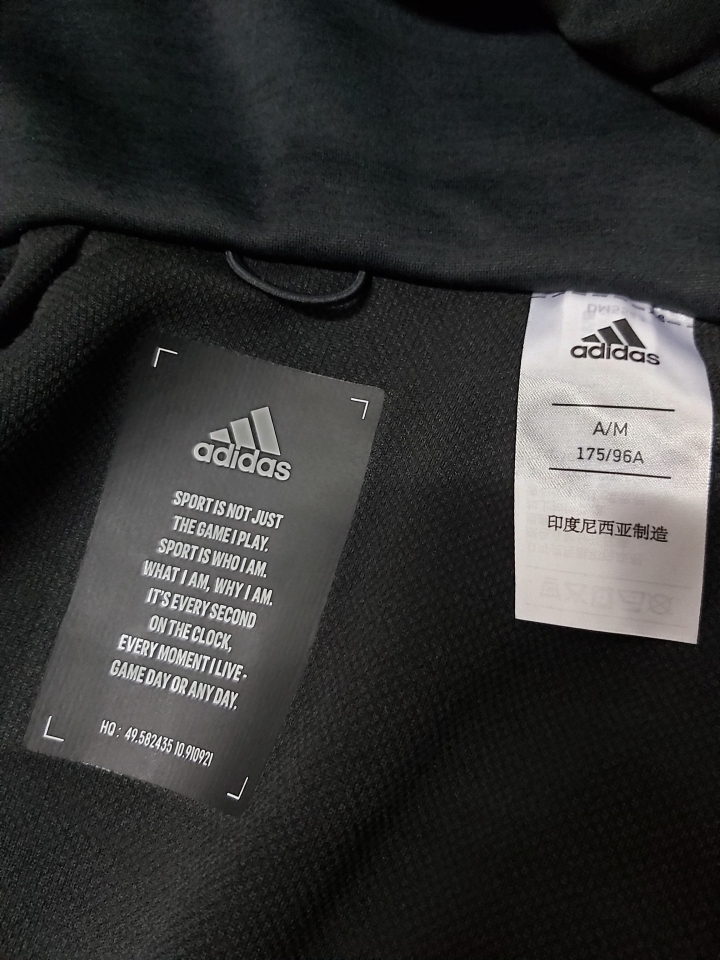 adidas
SPORT IS NOT JUST
THE GAME I PLAY.
SPORT IS WHO I AM.
WHAT I AM, WHY I AM.
IT'S EVERY SECOND
ON THE CLOCK,
EVERY MOMENT I LIVE-
GAME DAY OR ANY DAY.
HQ: 49.582435 10.910921
adidas
A/M
175/96A
印度尼西亚制造